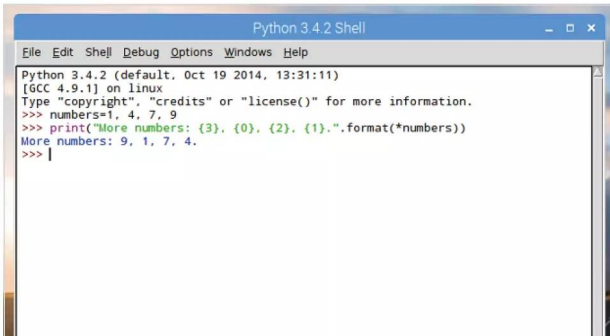 Python 3.4.2 Shell
File Edit Shell Debug Options Windows Help
Python 3.4.2 (default, Oct 19 2014, 13:31:11)
[GCC 4.9.1] on linux
Type "copyright", "credits" or "license()" for more information.
>>> numbers=1, 4, 7, 9
>>> print("More numbers: {3}, {0}, {2}, {1}.".format(*numbers))
More numbers: 9, 1, 7, 4.
>>>